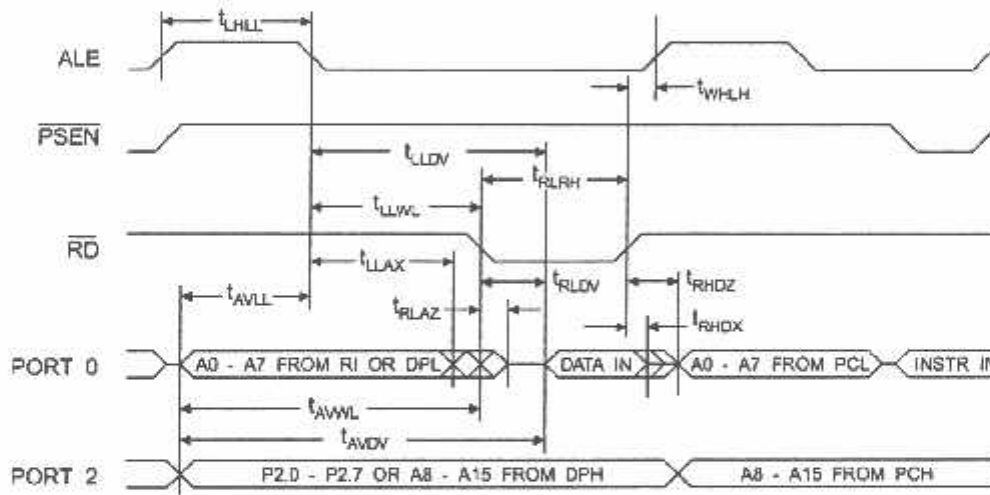 tLHLL
ALE
tWHLH
PSEN
tLLDV
tRLRH
tLLWL
RD
tLLAX
tRLDV
tRHDZ
tAVLL
tRLAZ
tRHDX
PORT 0
A0 - A7 FROM RI OR DPL
DATA IN
A0 - A7 FROM PCL
INSTR IN
tAVWL
tAVDV
PORT 2
P2.0 - P2.7 OR A8 - A15 FROM DPH
A8 - A15 FROM PCH